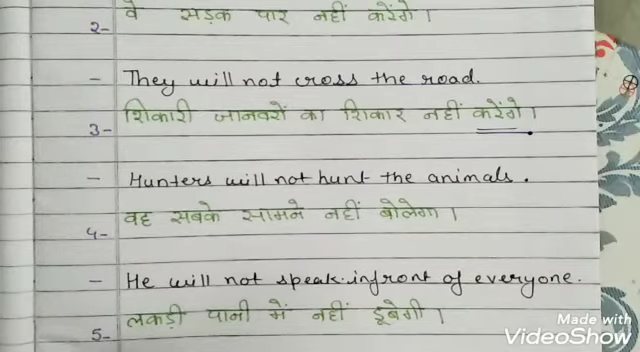 वे सड़क पार नहीं करेंगे ।
2-
- They will not cross the road.
शिकारी जानवरों का शिकार नहीं करेंगे ।
3-
- Hunters will not hunt the animals.
वह सबके सामने नहीं बोलेगा ।
4-
- He will not speak infront of everyone.
लकड़ी पानी में नहीं डूबेगी ।
5-
Made with
VideoShow